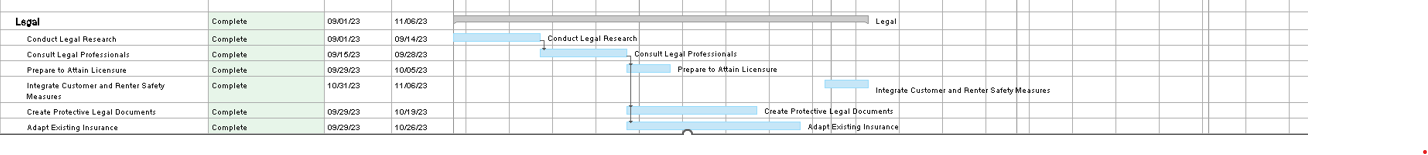 Legal Complete 09/01/23 11/06/23 Legal
Conduct Legal Research Complete 09/01/23 09/14/23 Conduct Legal Research
Consult Legal Professionals Complete 09/15/23 09/28/23 Consult Legal Professionals
Prepare to Attain Licensure Complete 09/29/23 10/05/23 Prepare to Attain Licensure
Integrate Customer and Renter Safety Complete 10/31/23 11/06/23 Integrate Customer and Renter Safety Measures
Measures
Create Protective Legal Documents Complete 09/29/23 10/19/23 Create Protective Legal Documents
Adapt Existing Insurance Complete 09/29/23 10/26/23 Adapt Existing Insurance